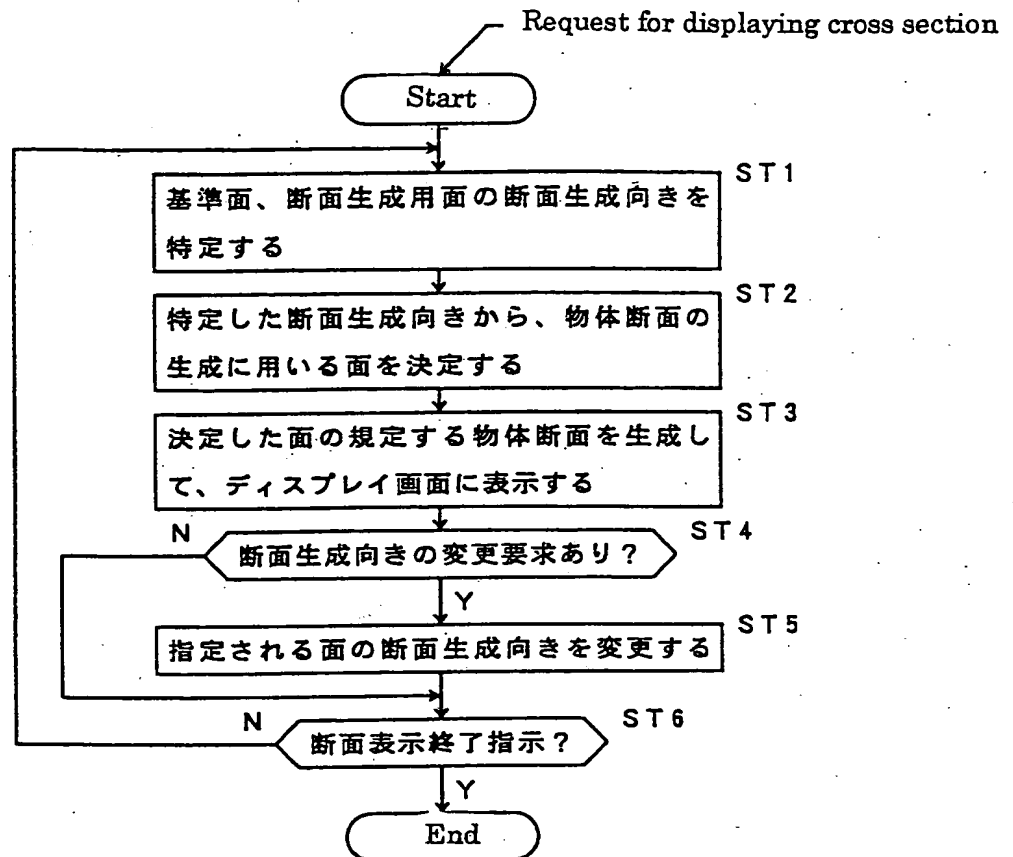 Request for displaying cross section
Start
ST1
基準面、断面生成用面の断面生成向きを
特定する
ST2
特定した断面生成向きから、物体断面の
生成に用いる面を決定する
ST3
決定した面の規定する物体断面を生成し
て、ディスプレイ画面に表示する
N
ST4
断面生成向きの変更要求あり?
Y
ST5
指定される面の断面生成向きを変更する
N
ST6
断面表示終了指示?
Y
End